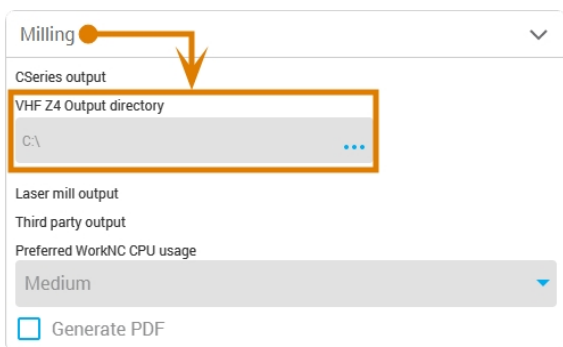 Milling
CSeries output
VHF Z4 Output directory
C:\
...
Laser mill output
Third party output
Preferred WorkNC CPU usage
Medium
Generate PDF